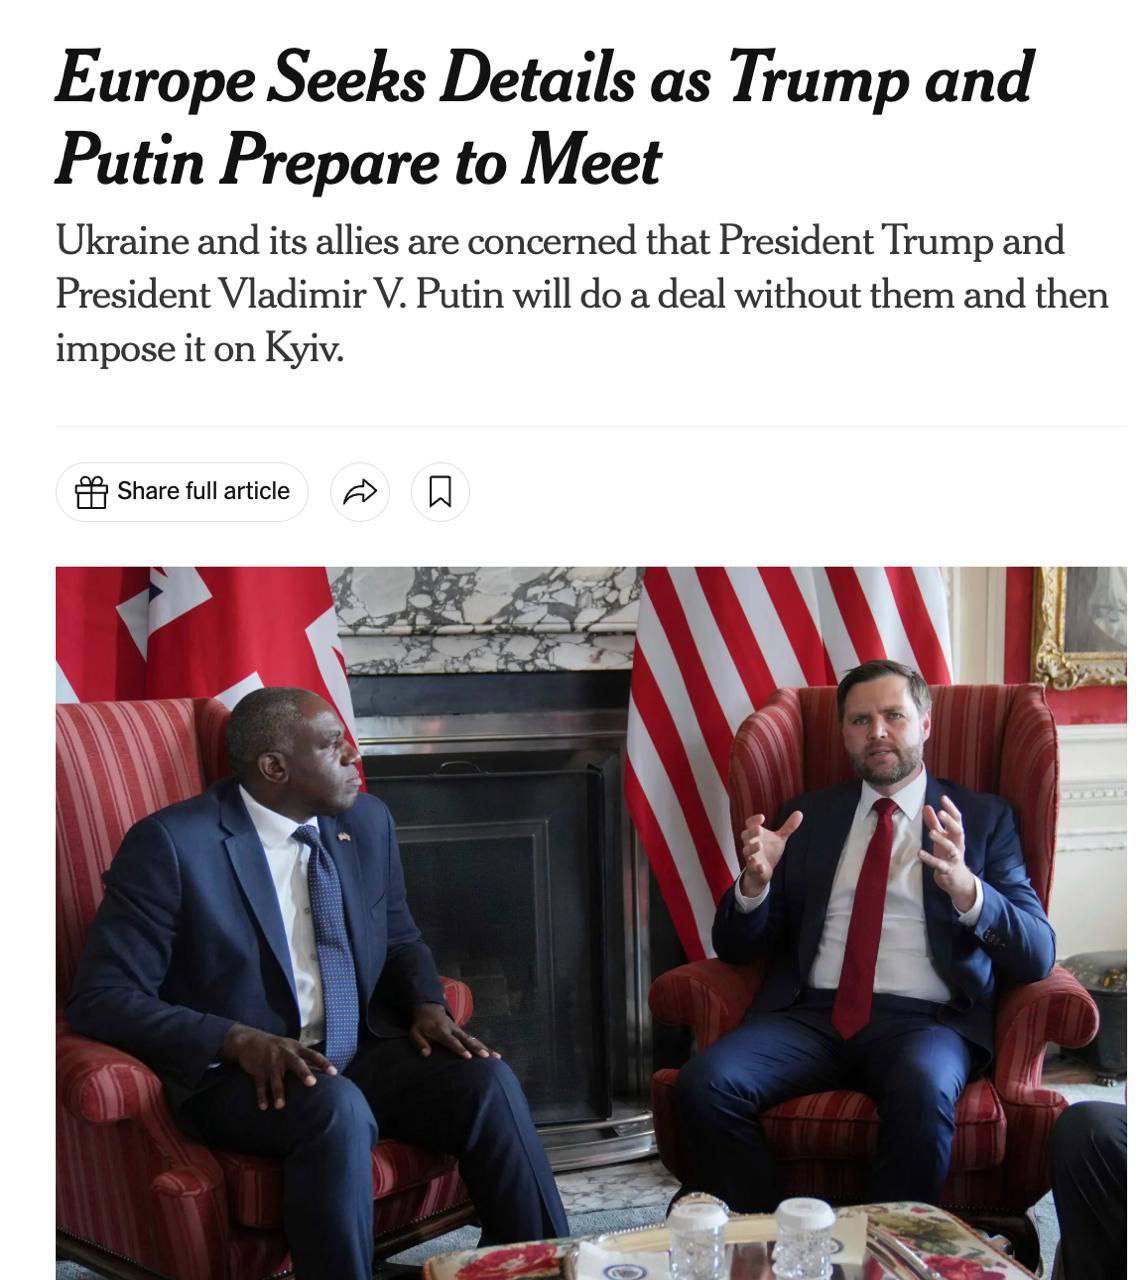 Europe Seeks Details as Trump and
Putin Prepare to Meet
Ukraine and its allies are concerned that President Trump and
President Vladimir V. Putin will do a deal without them and then
impose it on Kyiv.
Share full article